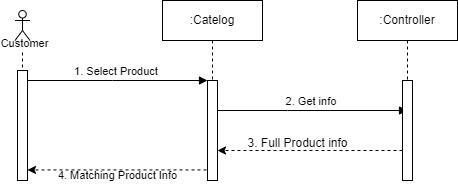 :Catelog
:Controller
Customer
1. Select Product
2. Get info
3. Full Product info
4. Matching Product Info